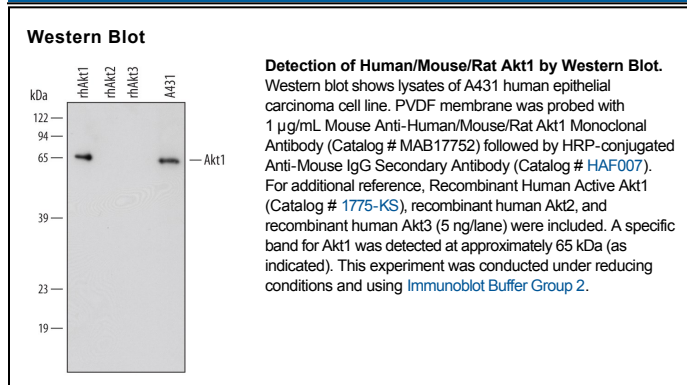 Western Blot
kDa
rhAkt1
rhAkt2
rhAkt3
A431
122
94
65
Akt1
39
23
19
Detection of Human/Mouse/Rat Akt1 by Western Blot.
Western blot shows lysates of A431 human epithelial
carcinoma cell line. PVDF membrane was probed with
1 µg/mL Mouse Anti-Human/Mouse/Rat Akt1 Monoclonal
Antibody (Catalog # MAB17752) followed by HRP-conjugated
Anti-Mouse IgG Secondary Antibody (Catalog # HAF007).
For additional reference, Recombinant Human Active Akt1
(Catalog # 1775-KS), recombinant human Akt2, and
recombinant human Akt3 (5 ng/lane) were included. A specific
band for Akt1 was detected at approximately 65 kDa (as
indicated). This experiment was conducted under reducing
conditions and using Immunoblot Buffer Group 2.